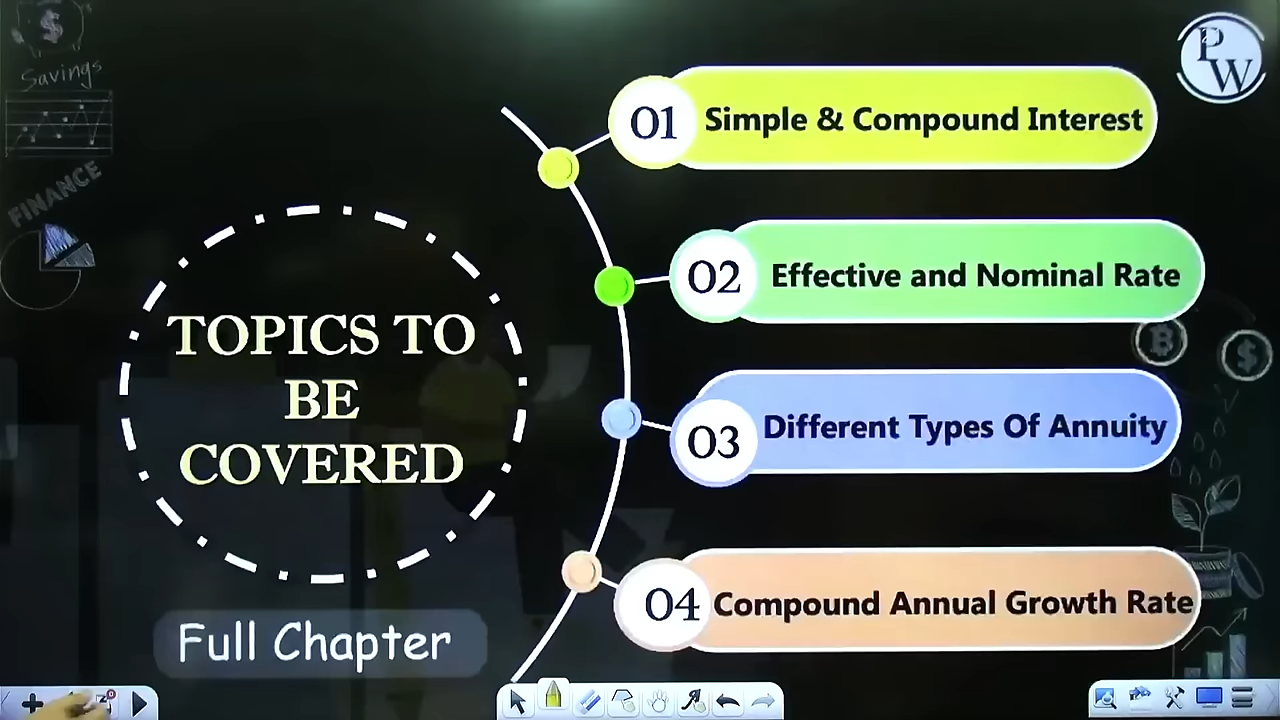 Savings
FINANCE
PW
01 Simple & Compound Interest
02 Effective and Nominal Rate
03 Different Types Of Annuity
04 Compound Annual Growth Rate
TOPICS TO
BE
COVERED
Full Chapter